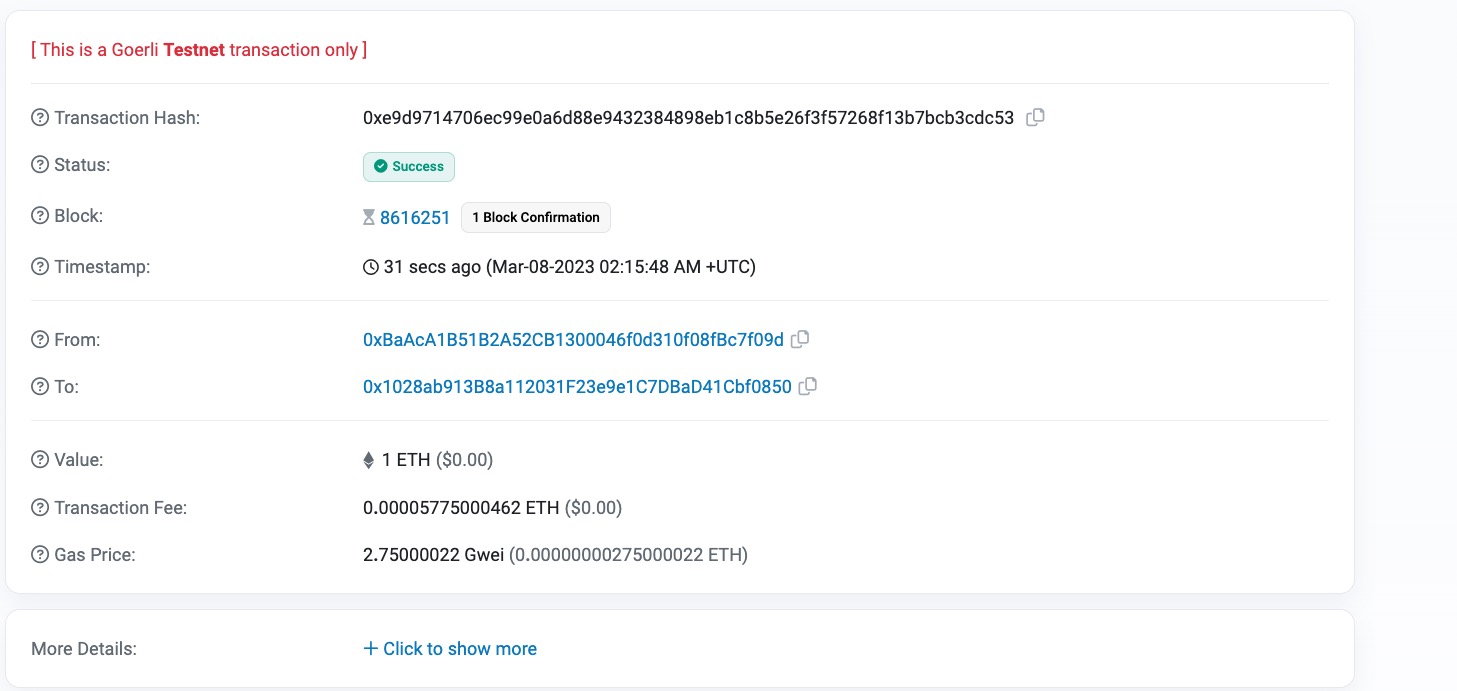 [ This is a Goerli Testnet transaction only ]
Transaction Hash: 0xe9d9714706ec99e0a6d88e9432384898eb1c8b5e26f3f57268f13b7bcb3cdc53
Status: Success
Block: 8616251 1 Block Confirmation
Timestamp: 31 secs ago (Mar-08-2023 02:15:48 AM +UTC)
From: 0xBaAcA1B51B2A52CB1300046f0d310f08fBc7f09d
To: 0x1028ab913B8a112031F23e9e1C7DBaD41Cbf0850
Value: 1 ETH ($0.00)
Transaction Fee: 0.00005775000462 ETH ($0.00)
Gas Price: 2.75000022 Gwei (0.00000000275000022 ETH)
More Details: + Click to show more